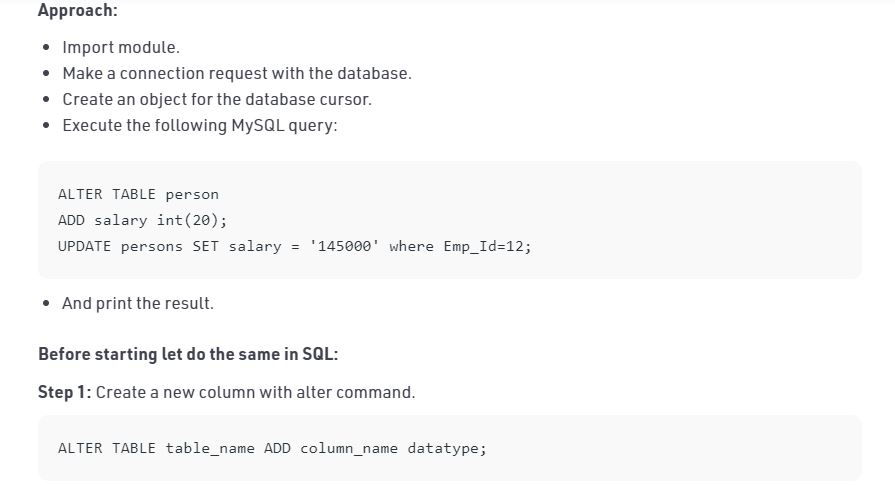 Approach:
Import module.
Make a connection request with the database.
Create an object for the database cursor.
Execute the following MySQL query:
ALTER TABLE person
ADD salary int(20);
UPDATE persons SET salary = '145000' where Emp_Id=12;
And print the result.
Before starting let do the same in SQL:
Step 1: Create a new column with alter command.
ALTER TABLE table_name ADD column_name datatype;